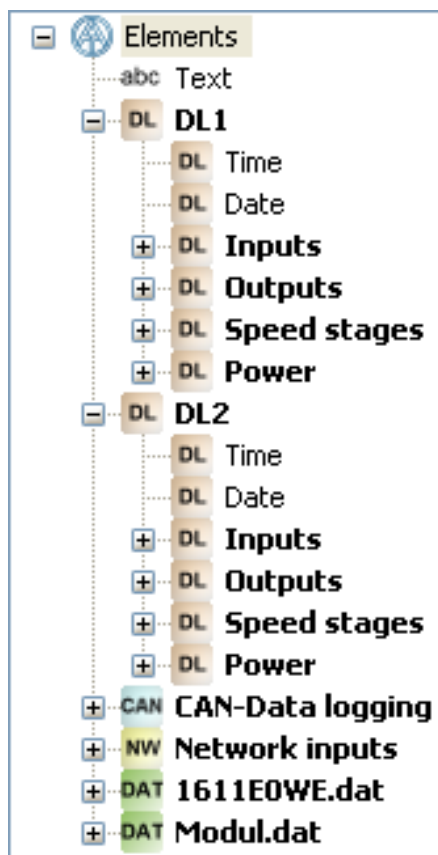 Elements
abc Text
DL DL1
DL Time
DL Date
DL Inputs
DL Outputs
DL Speed stages
DL Power
DL DL2
DL Time
DL Date
DL Inputs
DL Outputs
DL Speed stages
DL Power
CAN CAN-Data logging
NW Network inputs
DAT 1611E0WE.dat
DAT Modul.dat